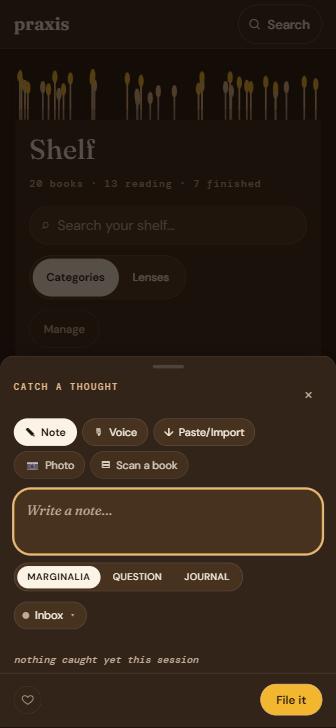 praxis
Search
Shelf
20 books · 13 reading · 7 finished
Search your shelf...
Categories Lenses
Manage
CATCH A THOUGHT
×
Note Voice Paste/Import
Photo Scan a book
Write a note...
MARGINALIA QUESTION JOURNAL
Inbox
nothing caught yet this session
File it